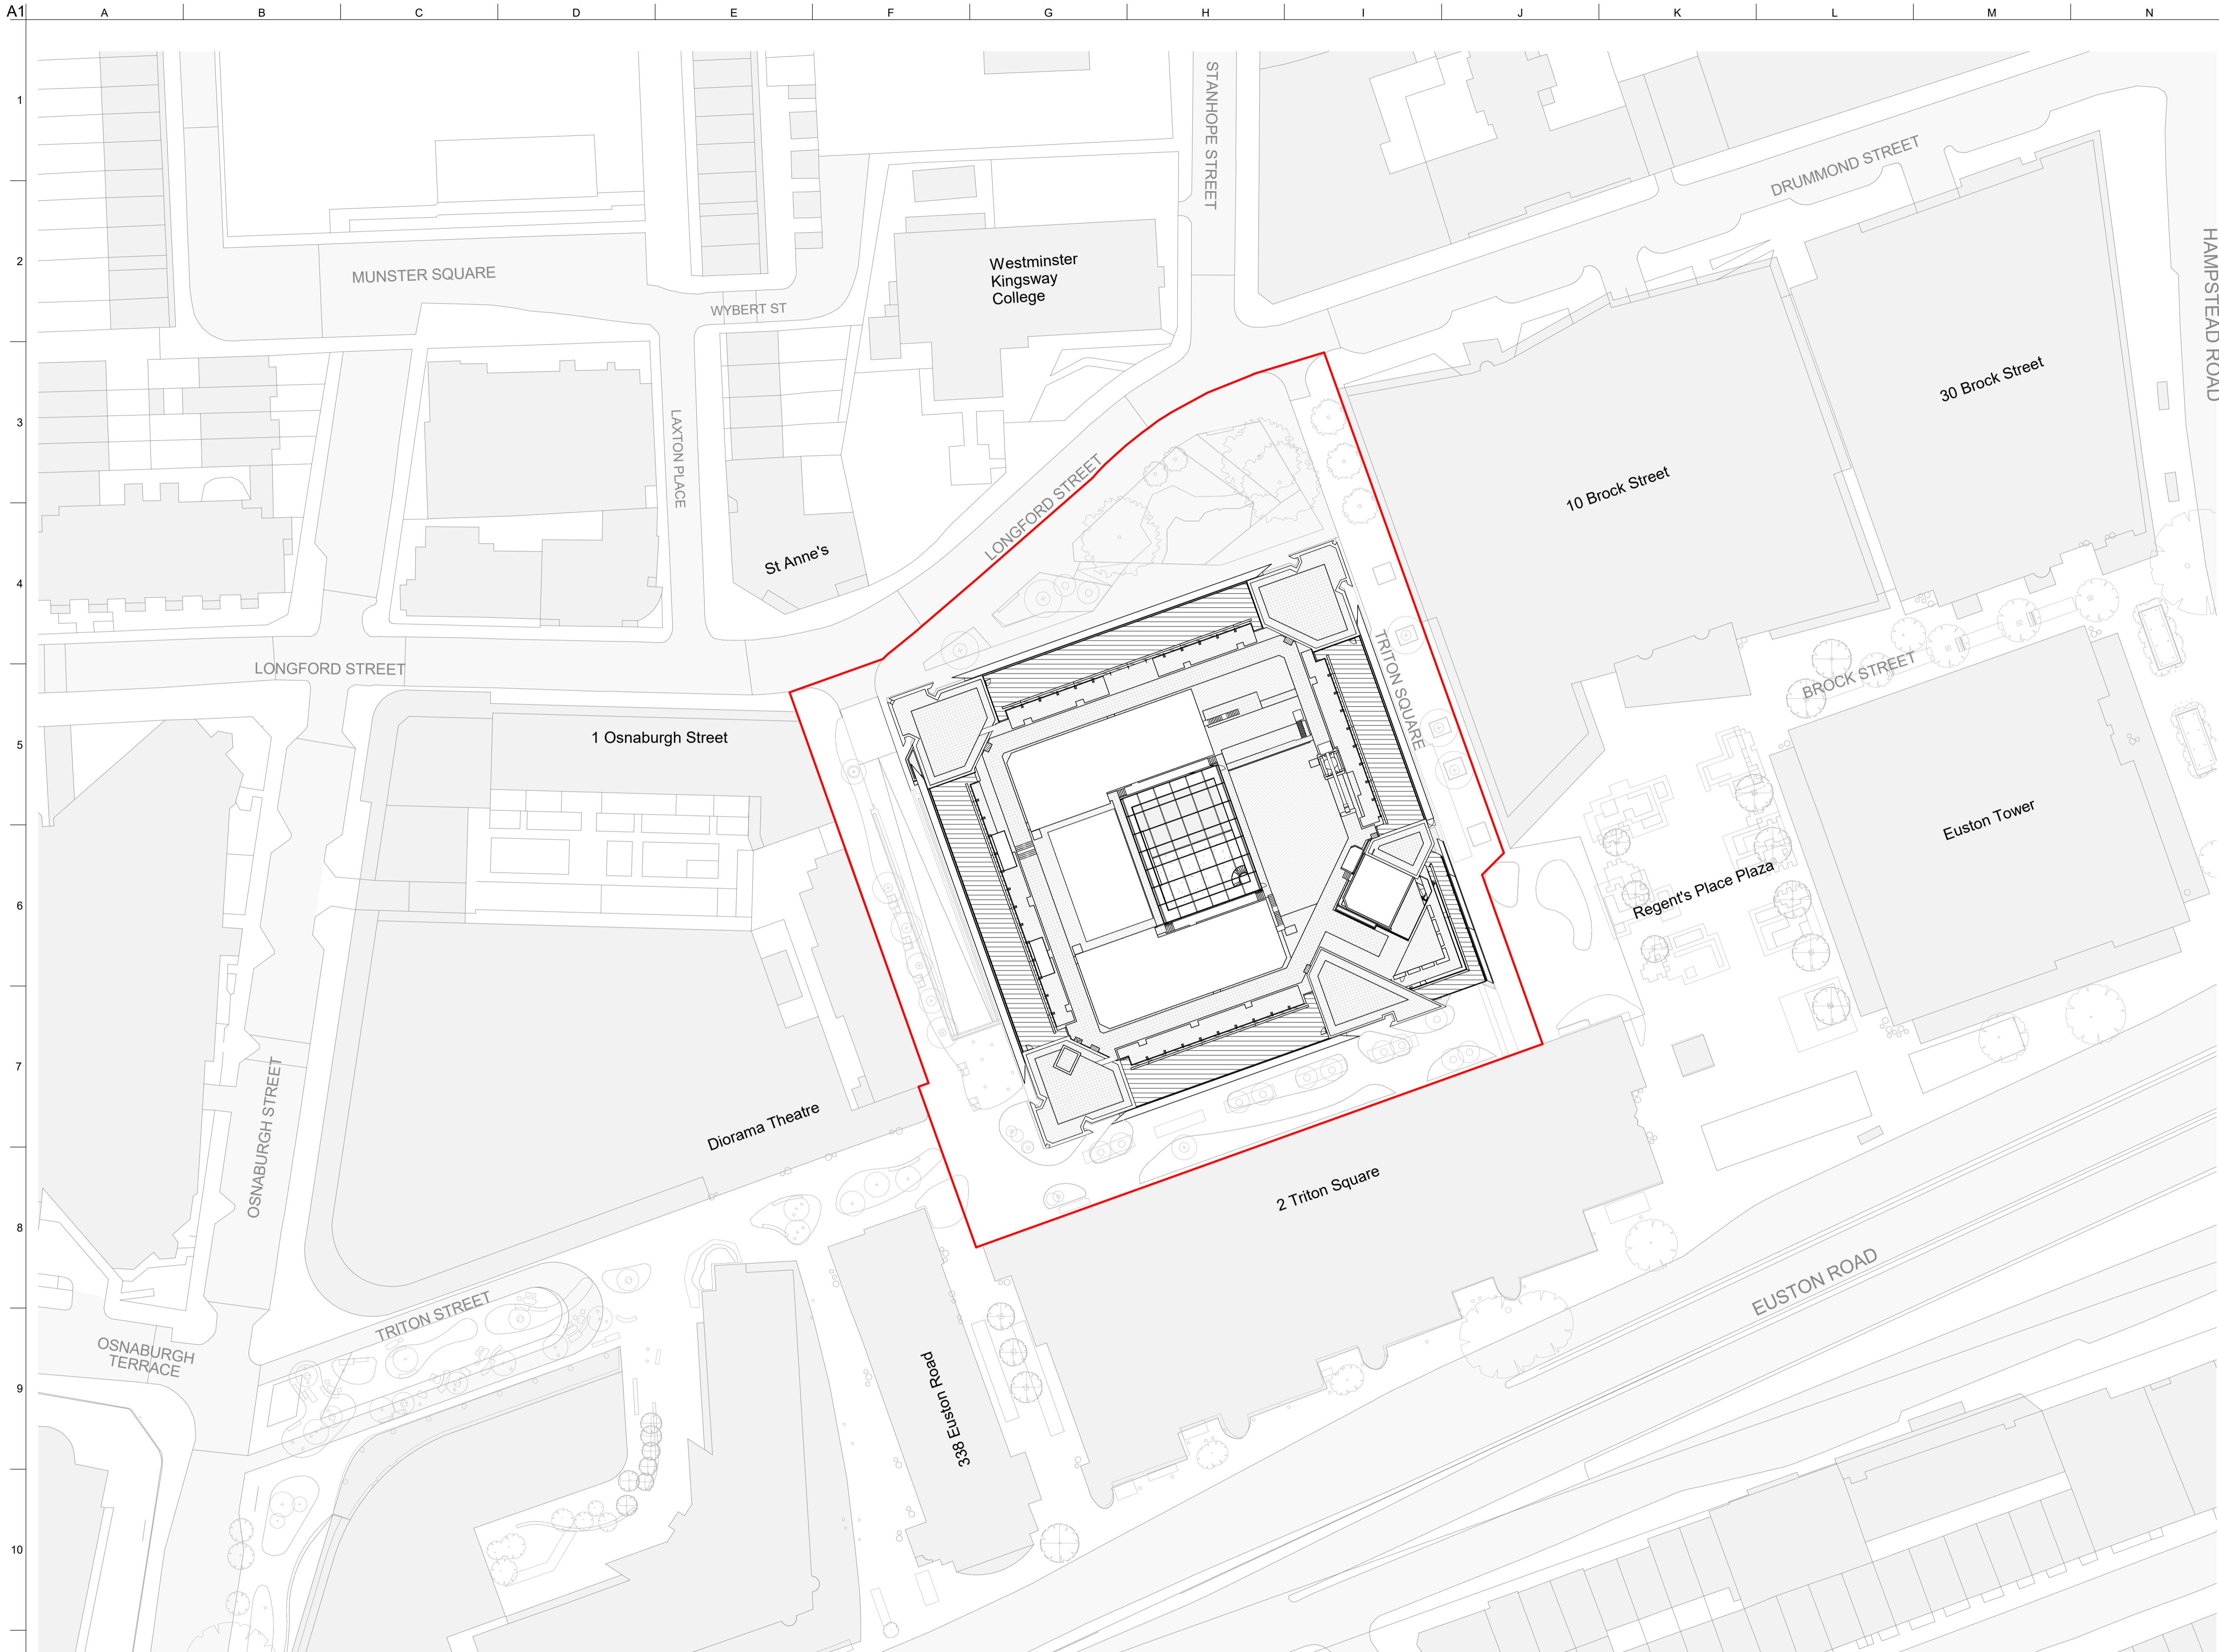 A1
A
B
C
D
E
F
G
H
I
J
K
L
M
N
1
2
3
4
5
6
7
8
9
10
STANHOPE STREET
DRUMMOND STREET
HAMPSTEAD ROAD
MUNSTER SQUARE
WYBERT ST
Westminster
Kingsway
College
30 Brock Street
LAXTON PLACE
LONGFORD STREET
10 Brock Street
St Anne's
LONGFORD STREET
TRITON SQUARE
BROCK STREET
1 Osnaburgh Street
Euston Tower
Regent's Place Plaza
OSNABURGH STREET
Diorama Theatre
2 Triton Square
EUSTON ROAD
TRITON STREET
OSNABURGH
TERRACE
338 Euston Road